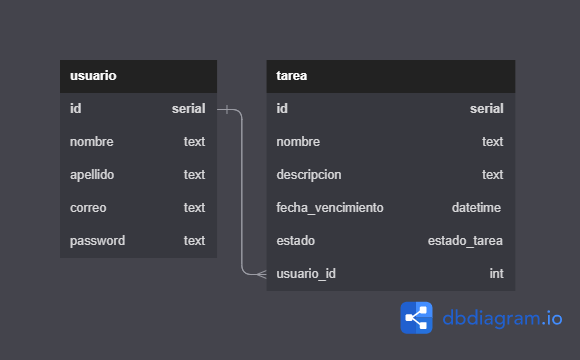 usuario
id serial
nombre text
apellido text
correo text
password text
tarea
id serial
nombre text
descripcion text
fecha_vencimiento datetime
estado estado_tarea
usuario_id int
dbdiagram.io